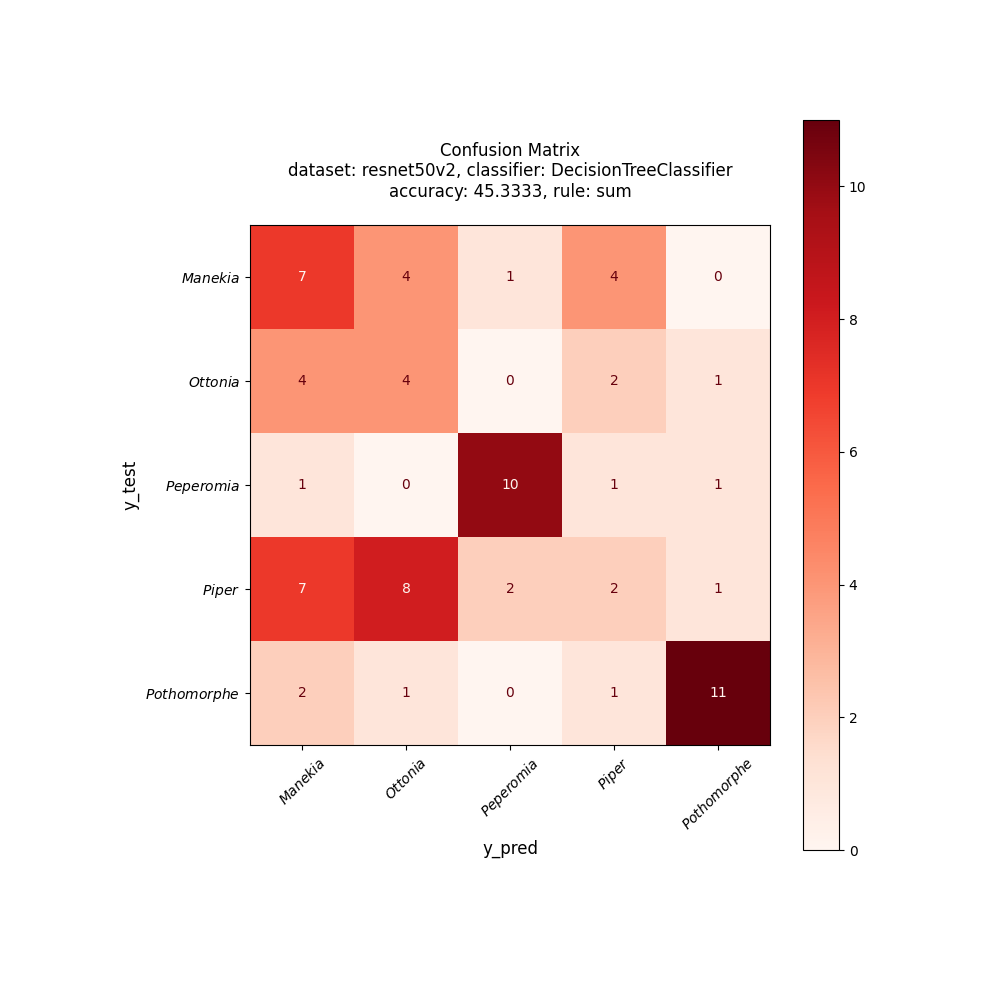 Confusion Matrix
dataset: resnet50v2, classifier: DecisionTreeClassifier
accuracy: 45.3333, rule: sum
y_test
Manekia 7 4 1 4 0
Ottonia 4 4 0 2 1
Peperomia 1 0 10 1 1
Piper 7 8 2 2 1
Pothomorphe 2 1 0 1 11
Manekia Ottonia Peperomia Piper Pothomorphe
y_pred
10
8
6
4
2
0